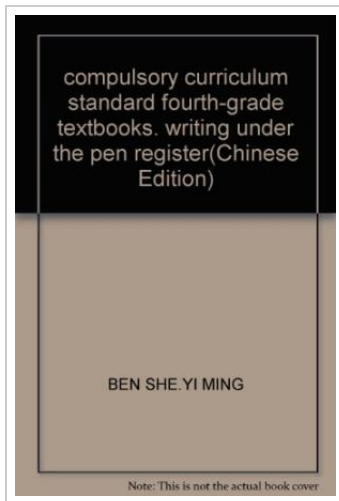 compulsory curriculum
standard fourth-grade
textbooks. writing under
the pen register(Chinese
Edition)
BEN SHE.YI MING
Note: This is not the actual book cover